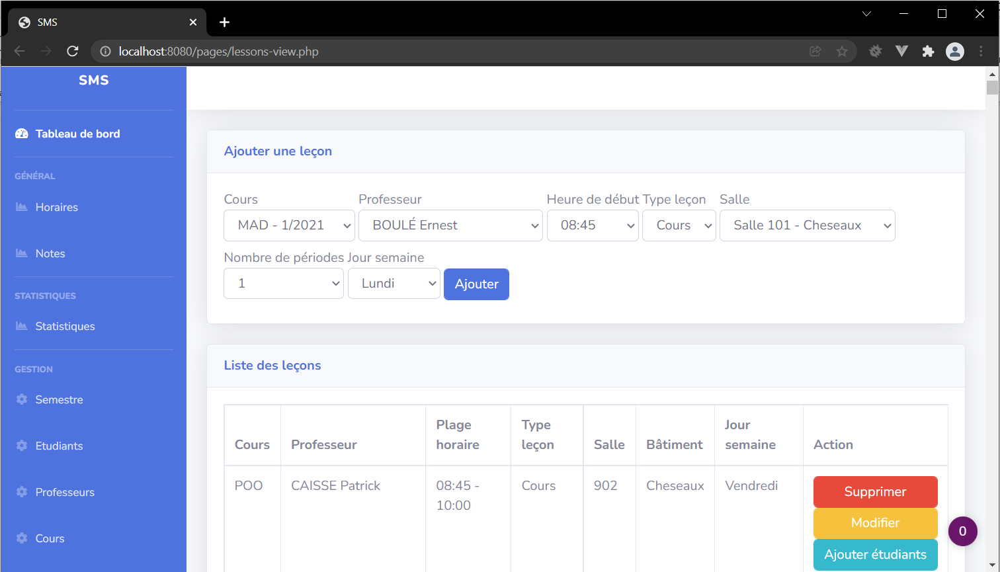 SMS
localhost:8080/pages/lessons-view.php
SMS
Tableau de bord
GÉNÉRAL
Horaires
Notes
STATISTIQUES
Statistiques
GESTION
Semestre
Etudiants
Professeurs
Cours
Ajouter une leçon
Cours Professeur Heure de début Type leçon Salle
MAD - 1/2021 BOULÉ Ernest 08:45 Cours Salle 101 - Cheseaux
Nombre de périodes Jour semaine
1 Lundi Ajouter
Liste des leçons
Cours Professeur Plage horaire Type leçon Salle Bâtiment Jour semaine Action
POO CAISSE Patrick 08:45 - 10:00 Cours 902 Cheseaux Vendredi
Supprimer
Modifier
Ajouter étudiants
0